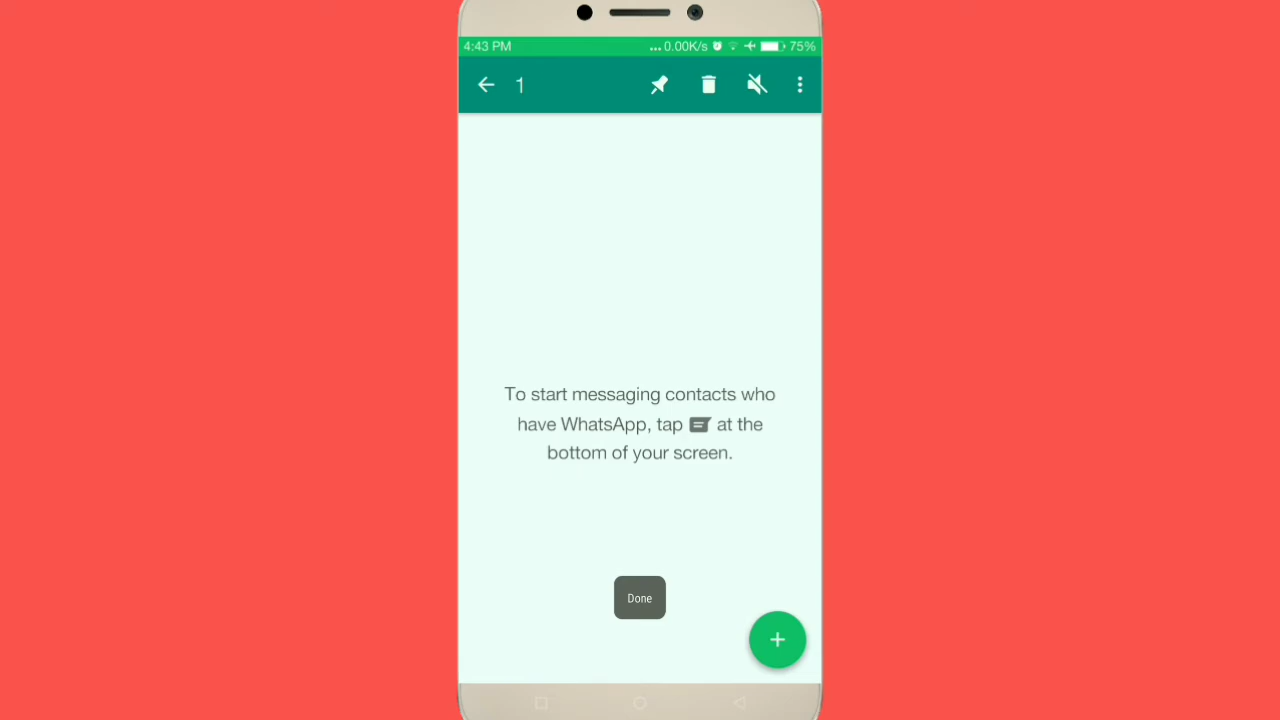 4:43 PM ... 0.00K/s 75%
1
To start messaging contacts who
have WhatsApp, tap at the
bottom of your screen.
Done
+